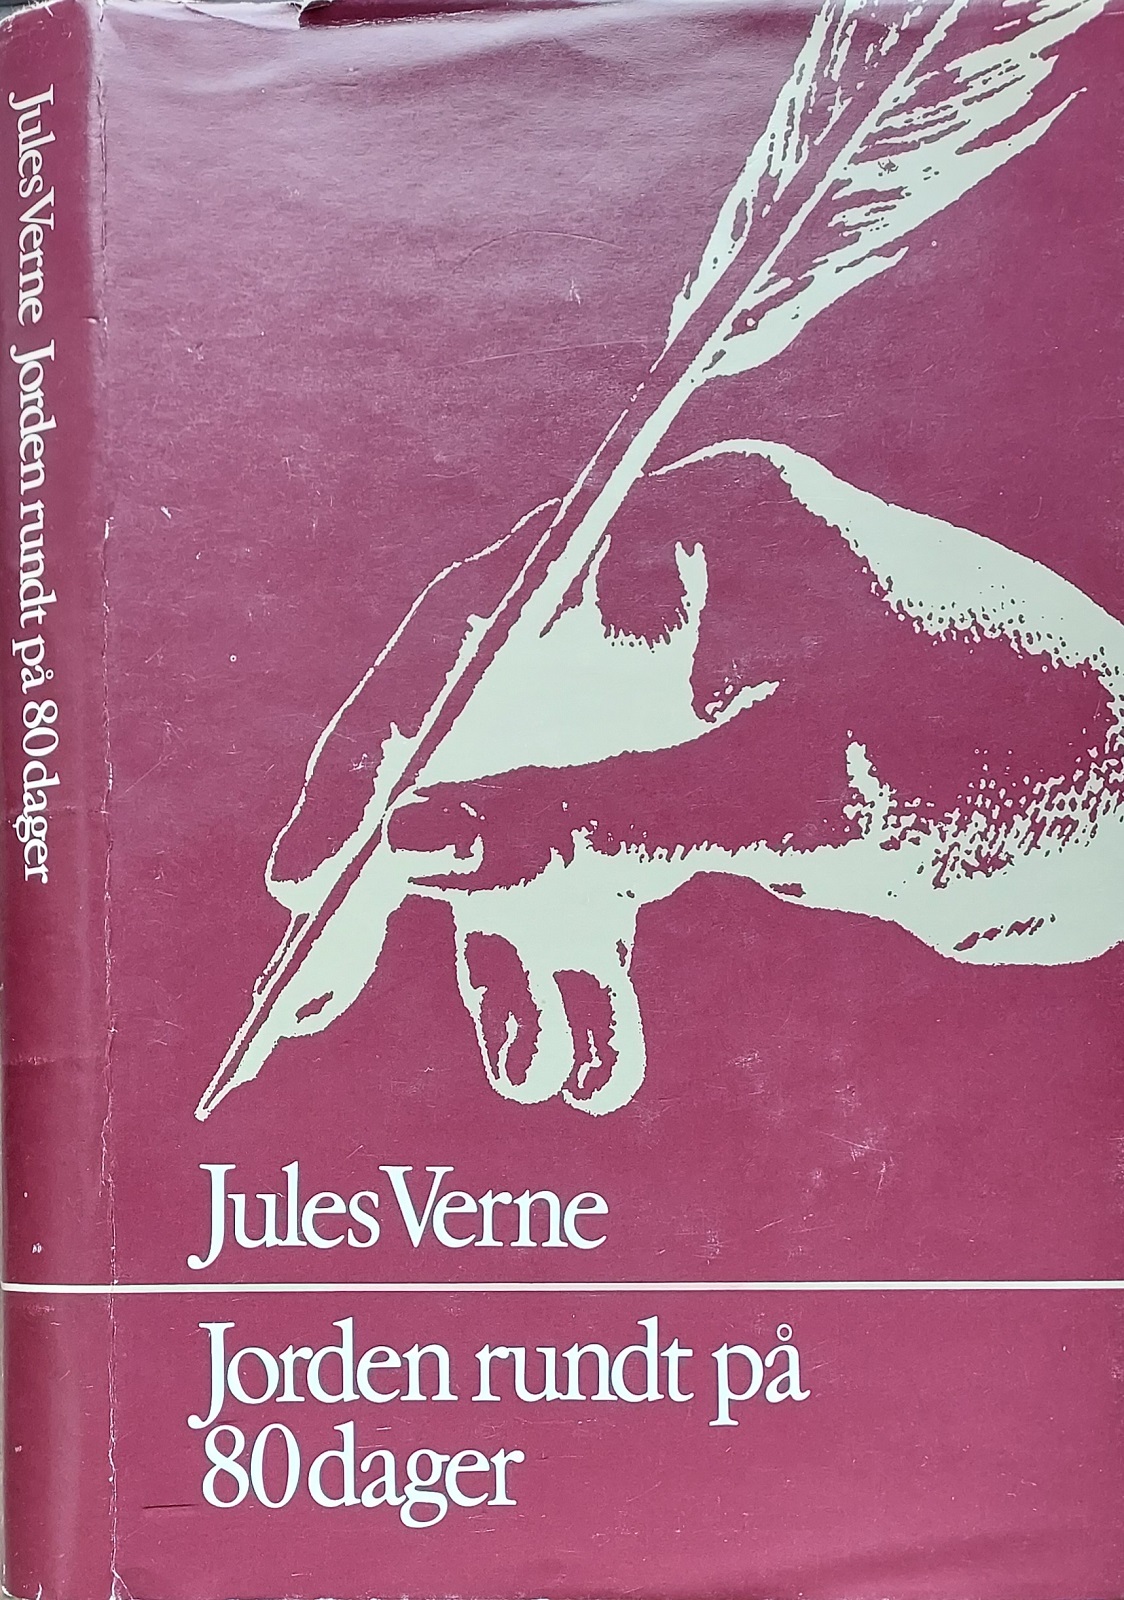 Jules Verne Jorden rundt på 80 dager
Jules Verne
Jorden rundt på
80 dager